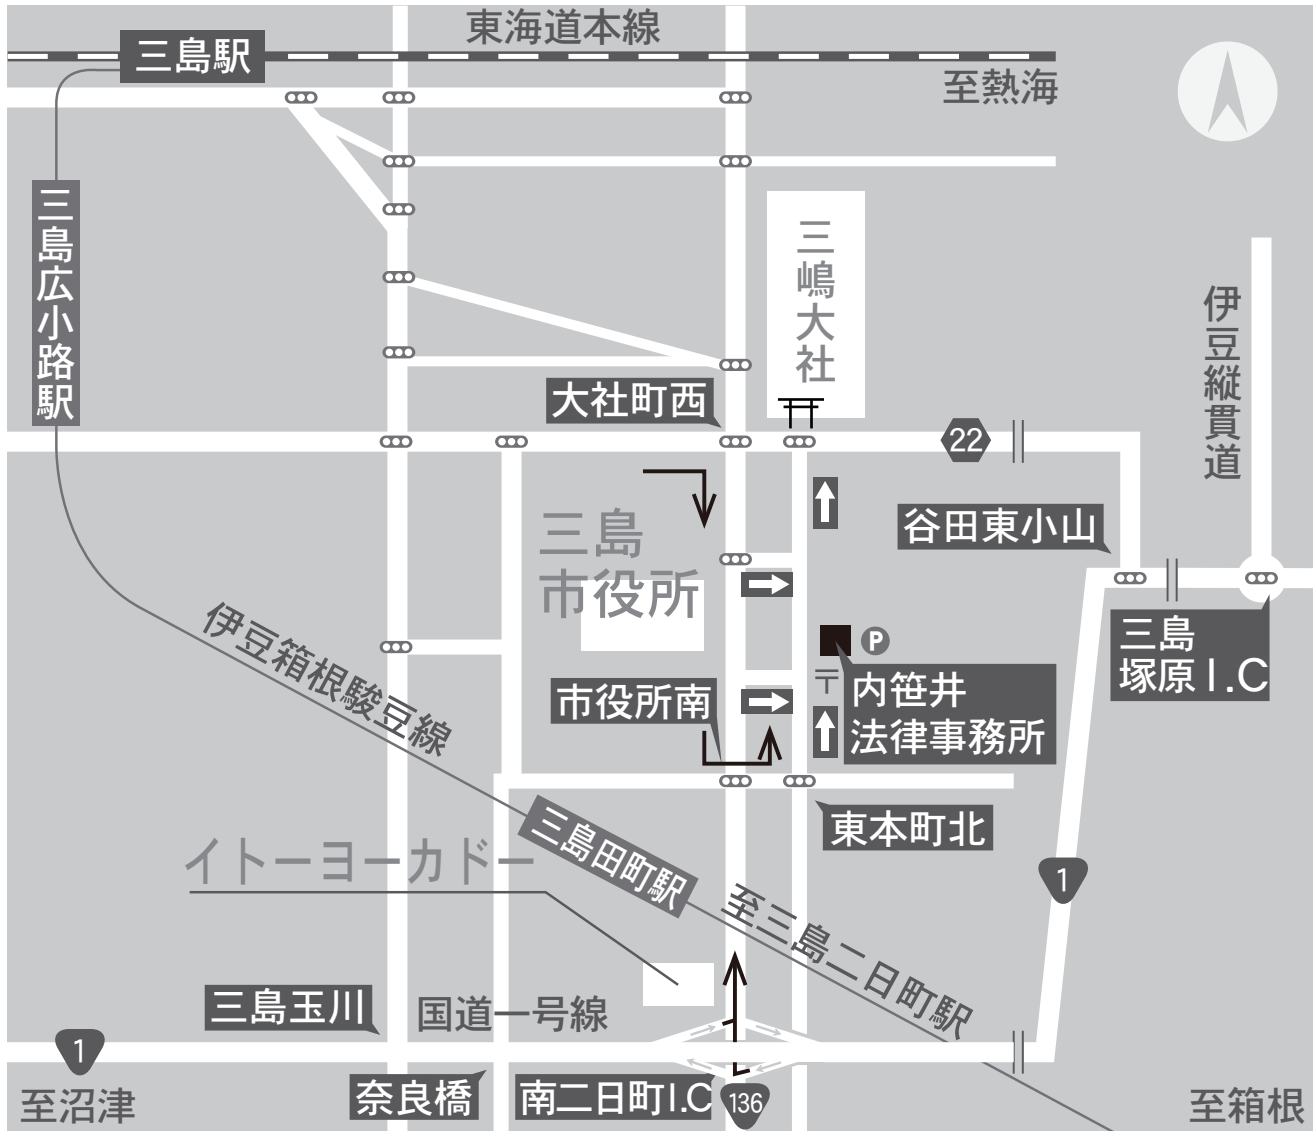 東海道本線
三島駅
至熱海
三島広小路駅
三嶋大社
伊豆縦貫道
大社町西
22
谷田東小山
三島
市役所
三島
塚原I.C
伊豆箱根駿豆線
P
〒
内笹井
法律事務所
市役所南
東本町北
イトーヨーカドー
三島田町駅
1
至三島二日町駅
三島玉川
国道一号線
1
至沼津
奈良橋
南二日町I.C
136
至箱根